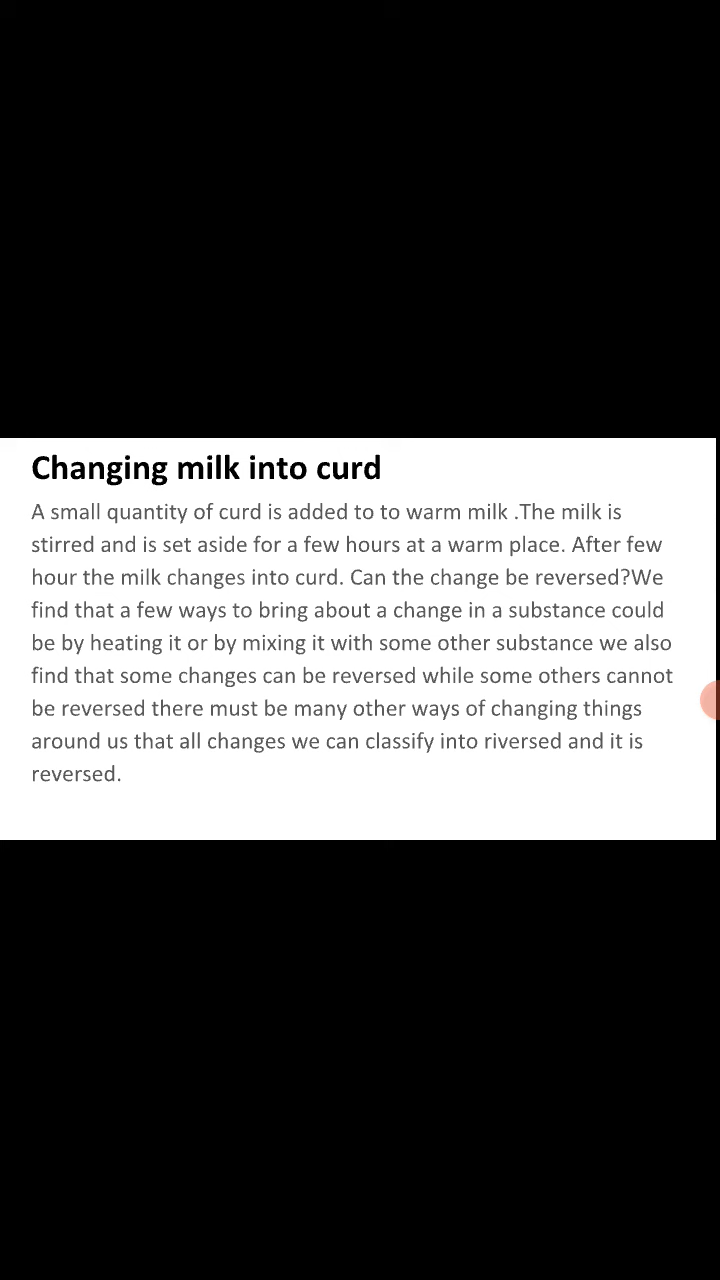 Changing milk into curd
A small quantity of curd is added to to warm milk .The milk is
stirred and is set aside for a few hours at a warm place. After few
hour the milk changes into curd. Can the change be reversed?We
find that a few ways to bring about a change in a substance could
be by heating it or by mixing it with some other substance we also
find that some changes can be reversed while some others cannot
be reversed there must be many other ways of changing things
around us that all changes we can classify into riversed and it is
reversed.